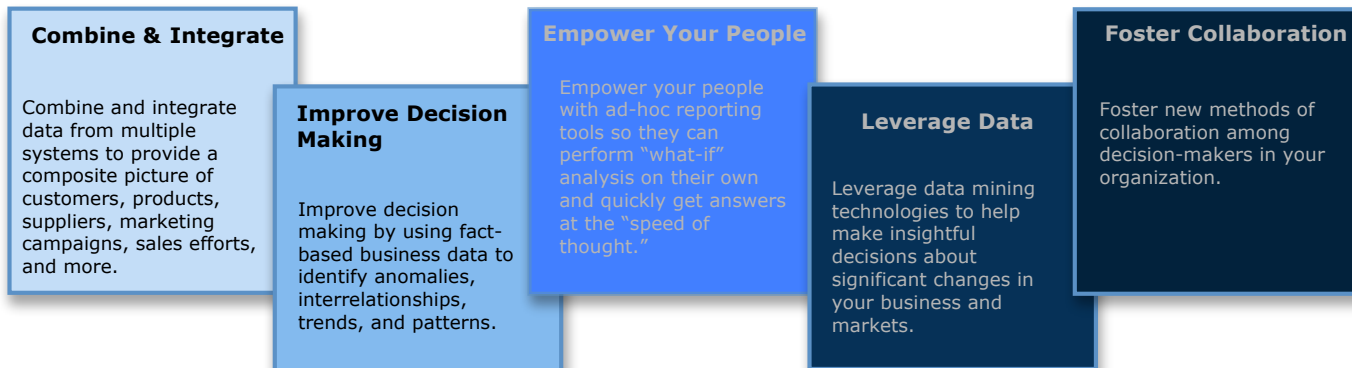 Combine & Integrate
Combine and integrate
data from multiple
systems to provide a
composite picture of
customers, products,
suppliers, marketing
campaigns, sales efforts,
and more.
Improve Decision
Making
Improve decision
making by using fact-
based business data to
identify anomalies,
interrelationships,
trends, and patterns.
Empower Your People
Empower your people
with ad-hoc reporting
tools so they can
perform “what-if”
analysis on their own
and quickly get answers
at the “speed of
thought.”
Leverage Data
Leverage data mining
technologies to help
make insightful
decisions about
significant changes in
your business and
markets.
Foster Collaboration
Foster new methods of
collaboration among
decision-makers in your
organization.